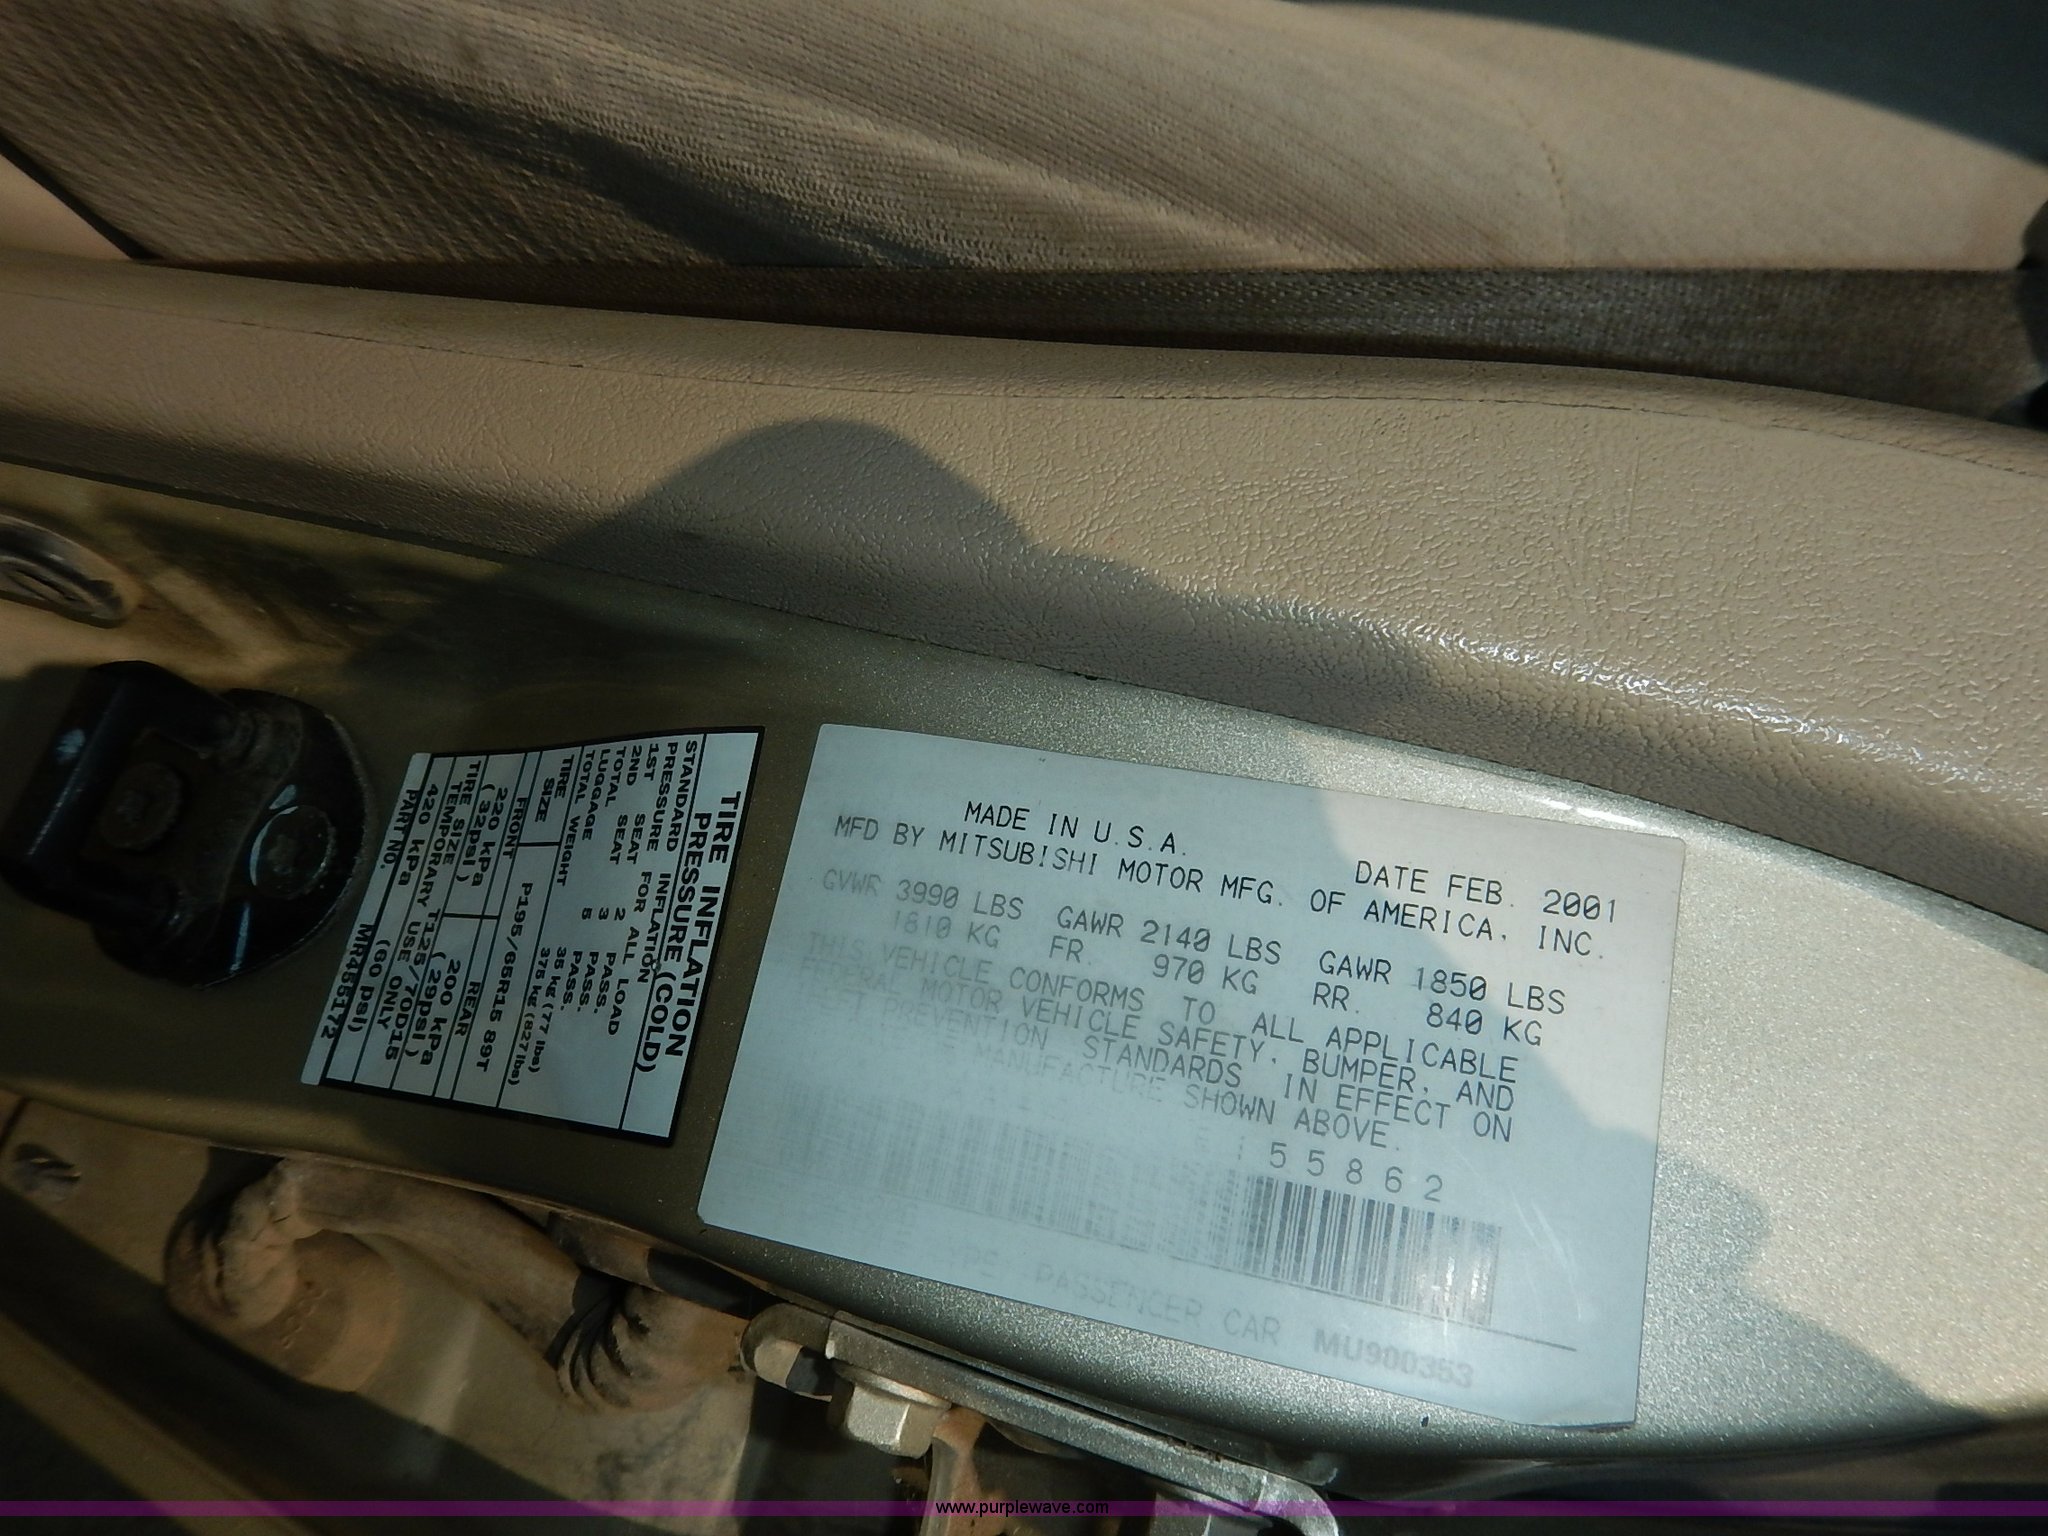 TIRE INFLATION
PRESSURE (COLD)
STANDARD INFLATION
PRESSURE FOR ALL LOAD
1ST SEAT 2 PASS.
2ND SEAT 3 PASS.
TOTAL 5 PASS.
LUGGAGE 35 kg (77 lbs)
TOTAL WEIGHT 375 kg (827 lbs)
TIRE SIZE P195/65R15 89T
FRONT REAR
220 kPa 200 kPa
(32psi) (29psi)
TIRE SIZE T125/70D15
TEMPORARY USE ONLY
420 kPa (60 psi)
PART NO. MR455172
MADE IN U.S.A. DATE FEB. 2001
MFD BY MITSUBISHI MOTOR MFG. OF AMERICA, INC.
GVWR 3990 LBS GAWR 2140 LBS GAWR 1850 LBS
1810 KG FR. 970 KG RR. 840 KG
THIS VEHICLE CONFORMS TO ALL APPLICABLE
FEDERAL MOTOR VEHICLE SAFETY, BUMPER, AND
PREVENTION STANDARDS IN EFFECT ON
MANUFACTURE SHOWN ABOVE.
55862
PASSENGER CAR MU900353
www.purplewave.com